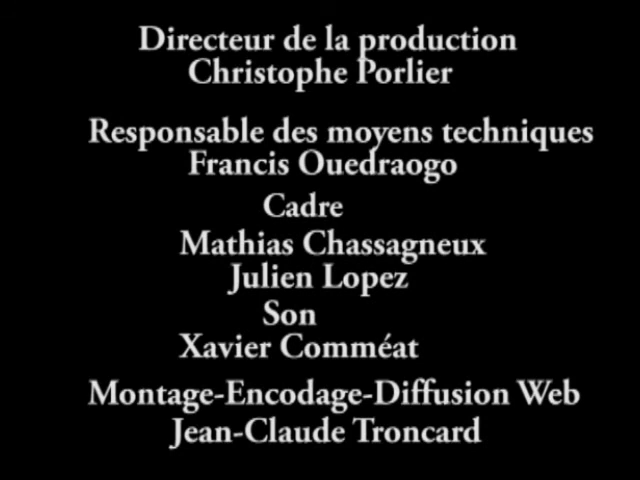 Directeur de la production
Christophe Porlier
Responsable des moyens techniques
Francis Ouedraogo
Cadre
Mathias Chassagneux
Julien Lopez
Son
Xavier Comméat
Montage-Encodage-Diffusion Web
Jean-Claude Troncard